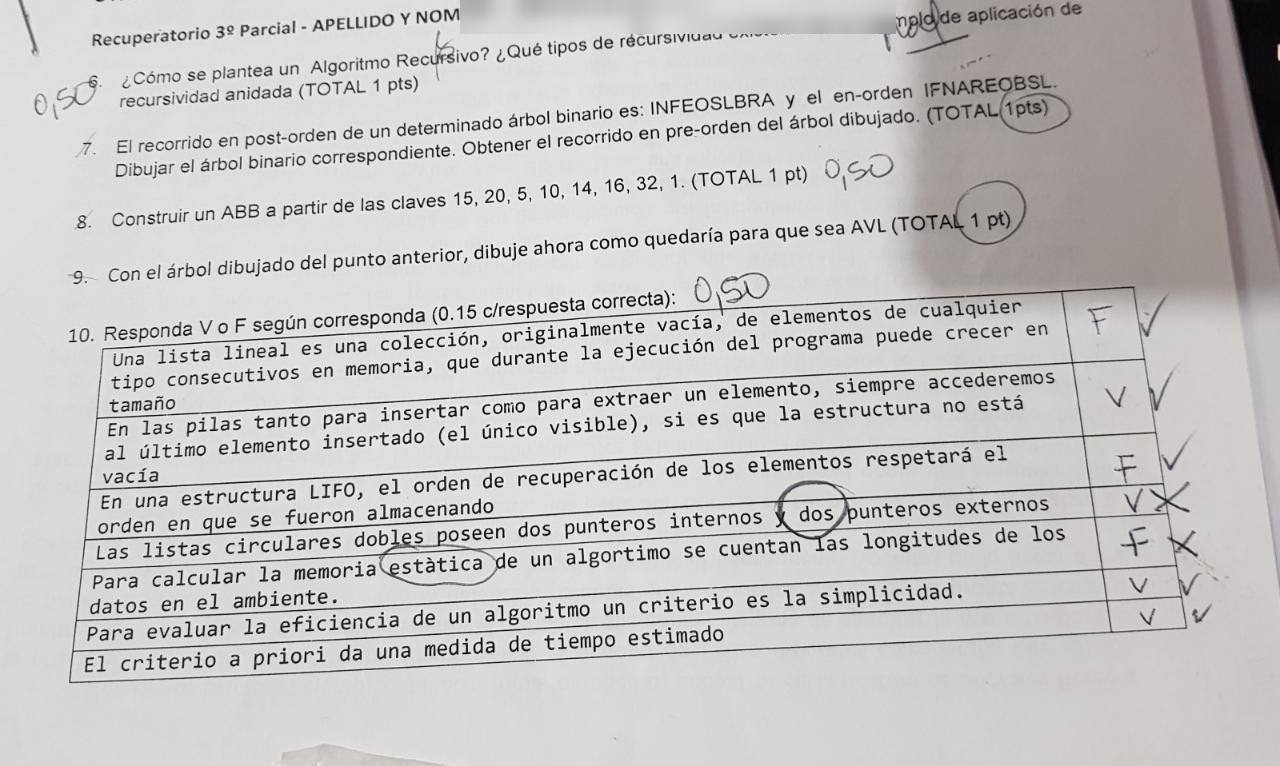 Recuperatorio 3º Parcial - APELLIDO Y NOM
6. ¿Cómo se plantea un Algoritmo Recursivo? ¿Qué tipos de recursividad de aplicación de
0,50
recursividad anidada (TOTAL 1 pts)
7. El recorrido en post-orden de un determinado árbol binario es: INFEOSLBRA y el en-orden IFNAREOBSL.
Dibujar el árbol binario correspondiente. Obtener el recorrido en pre-orden del árbol dibujado. (TOTAL 1pts)
8. Construir un ABB a partir de las claves 15, 20, 5, 10, 14, 16, 32, 1. (TOTAL 1 pt) 0,50
9. Con el árbol dibujado del punto anterior, dibuje ahora como quedaría para que sea AVL (TOTAL 1 pt)
10. Responda V o F según corresponda (0.15 c/respuesta correcta): 0,50
Una lista lineal es una colección, originalmente vacía, de elementos de cualquier F
tipo consecutivos en memoria, que durante la ejecución del programa puede crecer en
tamaño
En las pilas tanto para insertar como para extraer un elemento, siempre accederemos V
al último elemento insertado (el único visible), si es que la estructura no está
vacía
En una estructura LIFO, el orden de recuperación de los elementos respetará el F
orden en que se fueron almacenando
Las listas circulares dobles poseen dos punteros internos y dos punteros externos V
Para calcular la memoria estàtica de un algortimo se cuentan las longitudes de los F
datos en el ambiente.
Para evaluar la eficiencia de un algoritmo un criterio es la simplicidad. V
El criterio a priori da una medida de tiempo estimado V